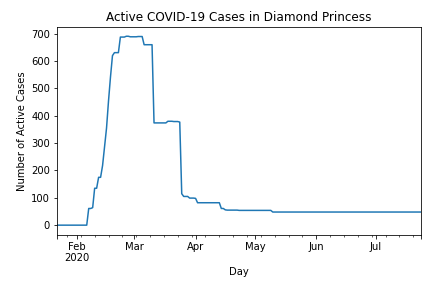 Active COVID-19 Cases in Diamond Princess
Number of Active Cases
700
600
500
400
300
200
100
0
Feb Mar Apr May Jun Jul
2020
Day